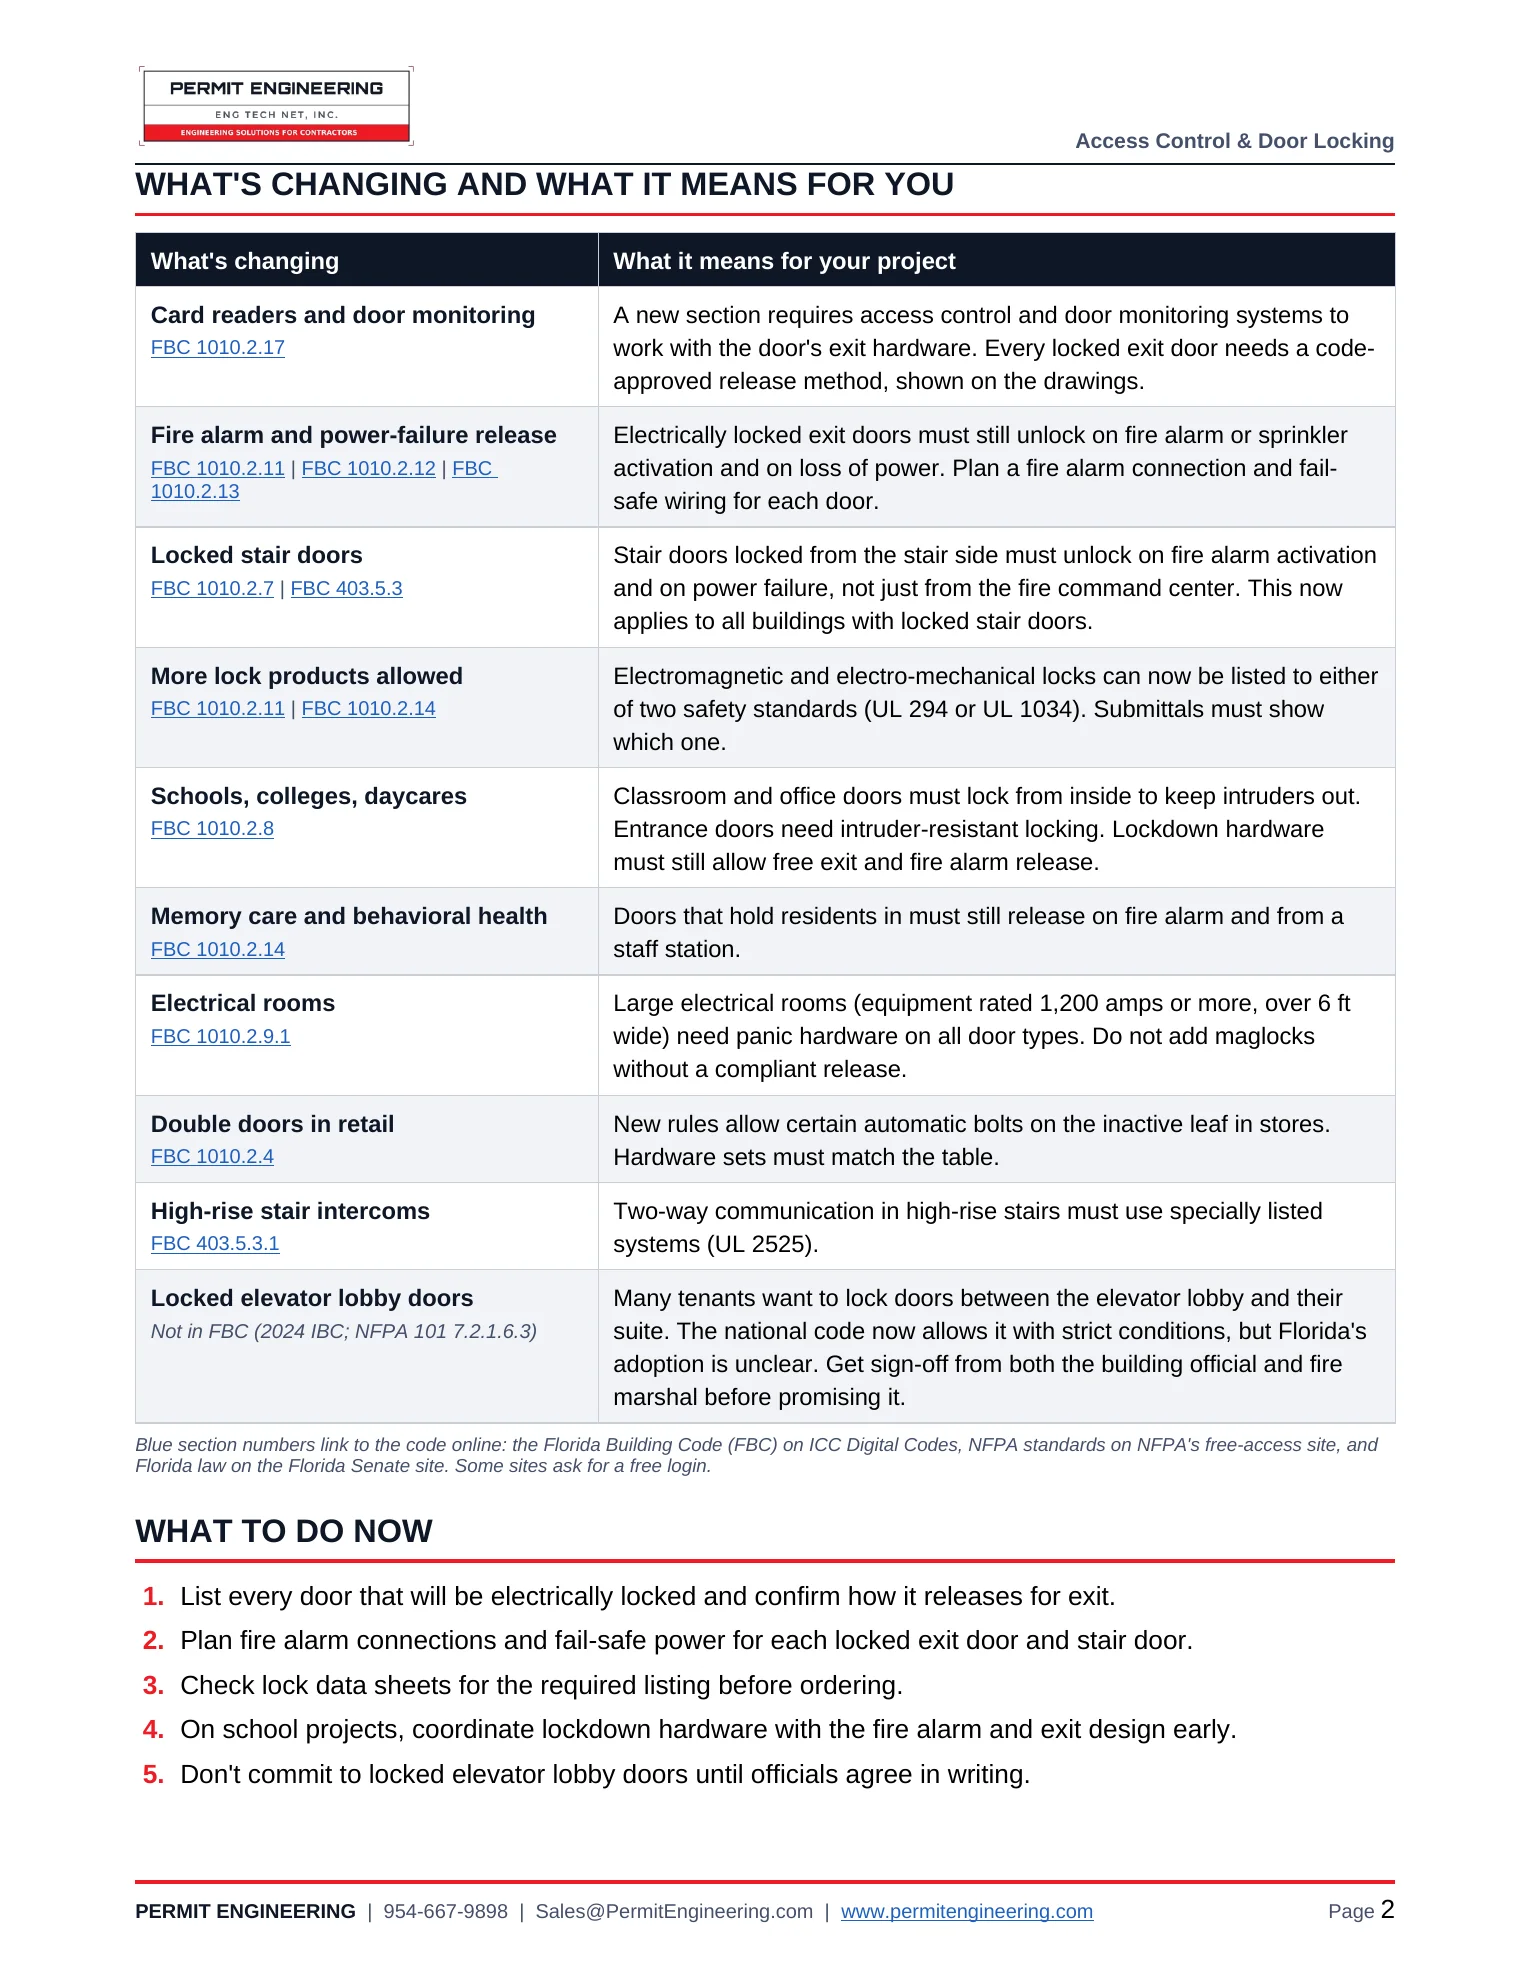 PERMIT ENGINEERING
ENG TECH NET, INC.
ENGINEERING SOLUTIONS FOR CONTRACTORS
Access Control & Door Locking
WHAT'S CHANGING AND WHAT IT MEANS FOR YOU
What's changing
What it means for your project
Card readers and door monitoring
FBC 1010.2.17
A new section requires access control and door monitoring systems to
work with the door's exit hardware. Every locked exit door needs a code-
approved release method, shown on the drawings.
Fire alarm and power-failure release
FBC 1010.2.11 | FBC 1010.2.12 | FBC
1010.2.13
Electrically locked exit doors must still unlock on fire alarm or sprinkler
activation and on loss of power. Plan a fire alarm connection and fail-
safe wiring for each door.
Locked stair doors
FBC 1010.2.7 | FBC 403.5.3
Stair doors locked from the stair side must unlock on fire alarm activation
and on power failure, not just from the fire command center. This now
applies to all buildings with locked stair doors.
More lock products allowed
FBC 1010.2.11 | FBC 1010.2.14
Electromagnetic and electro-mechanical locks can now be listed to either
of two safety standards (UL 294 or UL 1034). Submittals must show
which one.
Schools, colleges, daycares
FBC 1010.2.8
Classroom and office doors must lock from inside to keep intruders out.
Entrance doors need intruder-resistant locking. Lockdown hardware
must still allow free exit and fire alarm release.
Memory care and behavioral health
FBC 1010.2.14
Doors that hold residents in must still release on fire alarm and from a
staff station.
Electrical rooms
FBC 1010.2.9.1
Large electrical rooms (equipment rated 1,200 amps or more, over 6 ft
wide) need panic hardware on all door types. Do not add maglocks
without a compliant release.
Double doors in retail
FBC 1010.2.4
New rules allow certain automatic bolts on the inactive leaf in stores.
Hardware sets must match the table.
High-rise stair intercoms
FBC 403.5.3.1
Two-way communication in high-rise stairs must use specially listed
systems (UL 2525).
Locked elevator lobby doors
Not in FBC (2024 IBC; NFPA 101 7.2.1.6.3)
Many tenants want to lock doors between the elevator lobby and their
suite. The national code now allows it with strict conditions, but Florida's
adoption is unclear. Get sign-off from both the building official and fire
marshal before promising it.
Blue section numbers link to the code online: the Florida Building Code (FBC) on ICC Digital Codes, NFPA standards on NFPA's free-access site, and
Florida law on the Florida Senate site. Some sites ask for a free login.
WHAT TO DO NOW
1. List every door that will be electrically locked and confirm how it releases for exit.
2. Plan fire alarm connections and fail-safe power for each locked exit door and stair door.
3. Check lock data sheets for the required listing before ordering.
4. On school projects, coordinate lockdown hardware with the fire alarm and exit design early.
5. Don't commit to locked elevator lobby doors until officials agree in writing.
PERMIT ENGINEERING | 954-667-9898 | Sales@PermitEngineering.com | www.permitengineering.com
Page 2